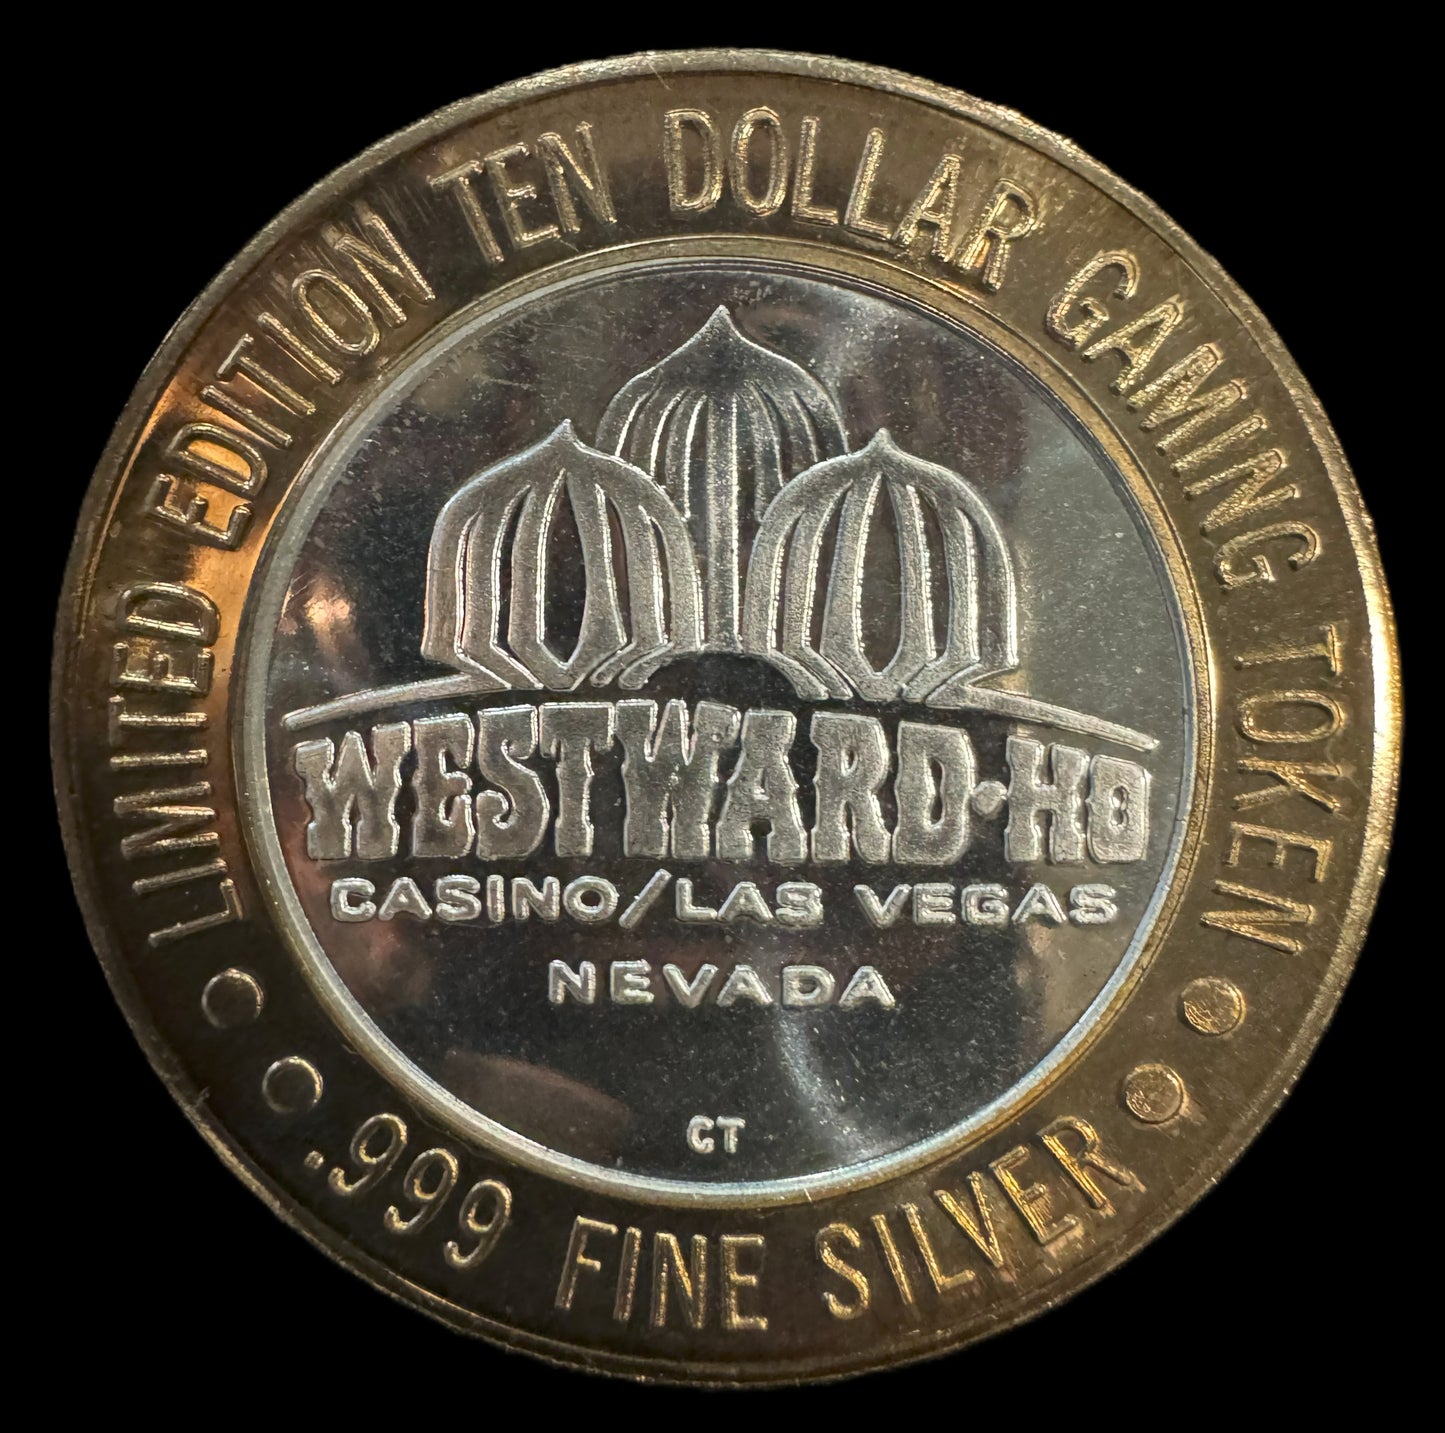 LIMITED EDITION TEN DOLLAR GAMING TOKEN
WESTWARD·HO
CASINO/LAS VEGAS
NEVADA
CT
.999 FINE SILVER